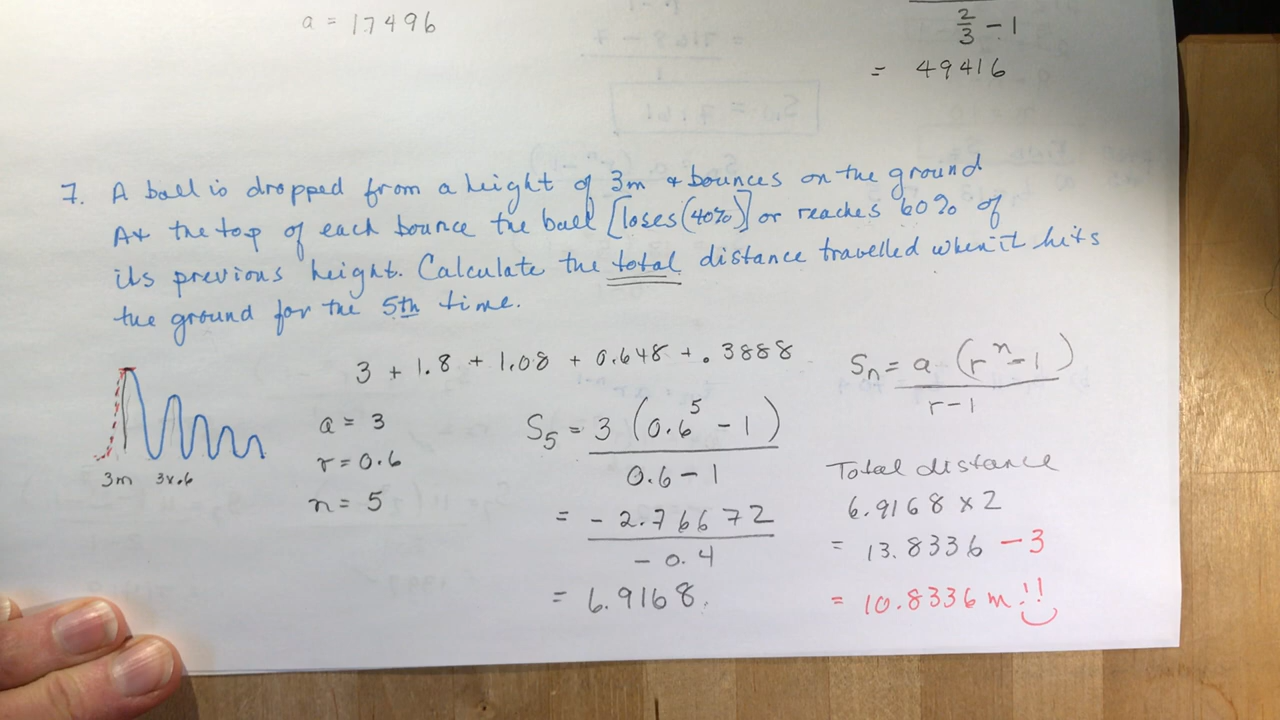 a = 17496
2/3 - 1
= 49416
7. A ball is dropped from a height of 3m & bounces on the ground
At the top of each bounce the ball [loses (40%)] or reaches 60% of
its previous height. Calculate the total distance travelled when it hits
the ground for the 5th time.
3 + 1.8 + 1.08 + 0.648 + .3888
Sn = a (r^n - 1) / r - 1
3m 3x.6
a = 3
r = 0.6
n = 5
S5 = 3 (0.6^5 - 1) / 0.6 - 1
= -2.76672 / -0.4
= 6.9168.
Total distance
6.9168 x 2
= 13.8336 - 3
= 10.8336 m !!